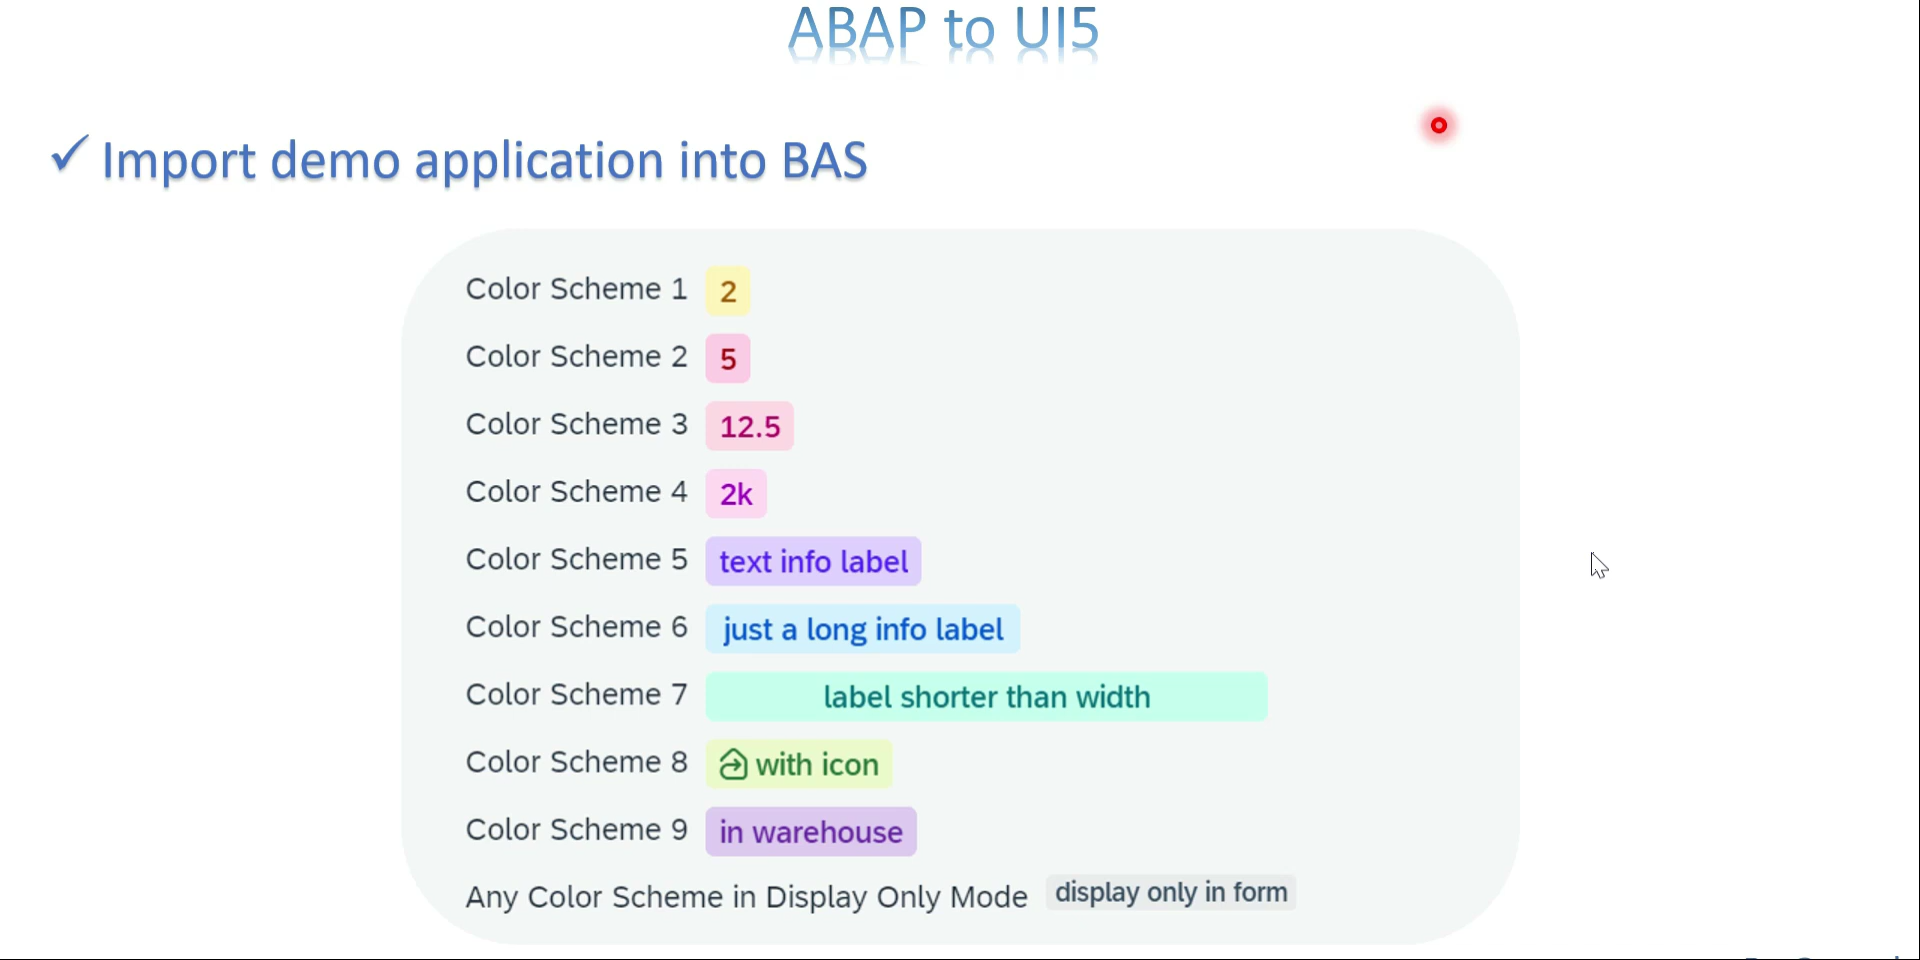 ABAP to UI5
✓ Import demo application into BAS
Color Scheme 1 2
Color Scheme 2 5
Color Scheme 3 12.5
Color Scheme 4 2k
Color Scheme 5 text info label
Color Scheme 6 just a long info label
Color Scheme 7 label shorter than width
Color Scheme 8 with icon
Color Scheme 9 in warehouse
Any Color Scheme in Display Only Mode display only in form